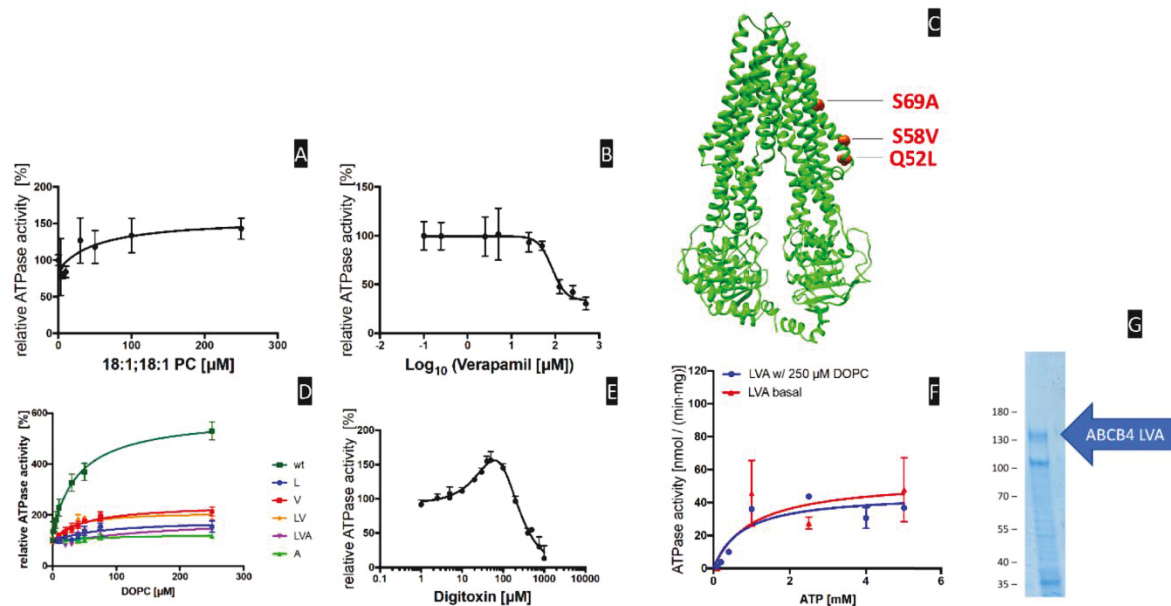 A
relative ATPase activity [%]
200
150
100
50
0
0
100
200
300
18:1;18:1 PC [µM]
B
relative ATPase activity [%]
150
100
50
0
−2
−1
0
1
2
3
Log10 (Verapamil [µM])
C
S69A
S58V
Q52L
D
relative ATPase activity [%]
600
400
200
0
0
100
200
300
DOPC [µM]
wt
L
V
LV
LVA
A
E
relative ATPase activity [%]
200
150
100
50
0
0.1
1
10
100
1000
10000
Digitoxin [µM]
F
LVA w/ 250 µM DOPC
LVA basal
ATPase activity [nmol / (min·mg)]
120
100
80
60
40
20
0
0
2
4
6
ATP [mM]
G
180 –
130 –
100 –
70 –
55 –
40 –
35 –
ABCB4 LVA